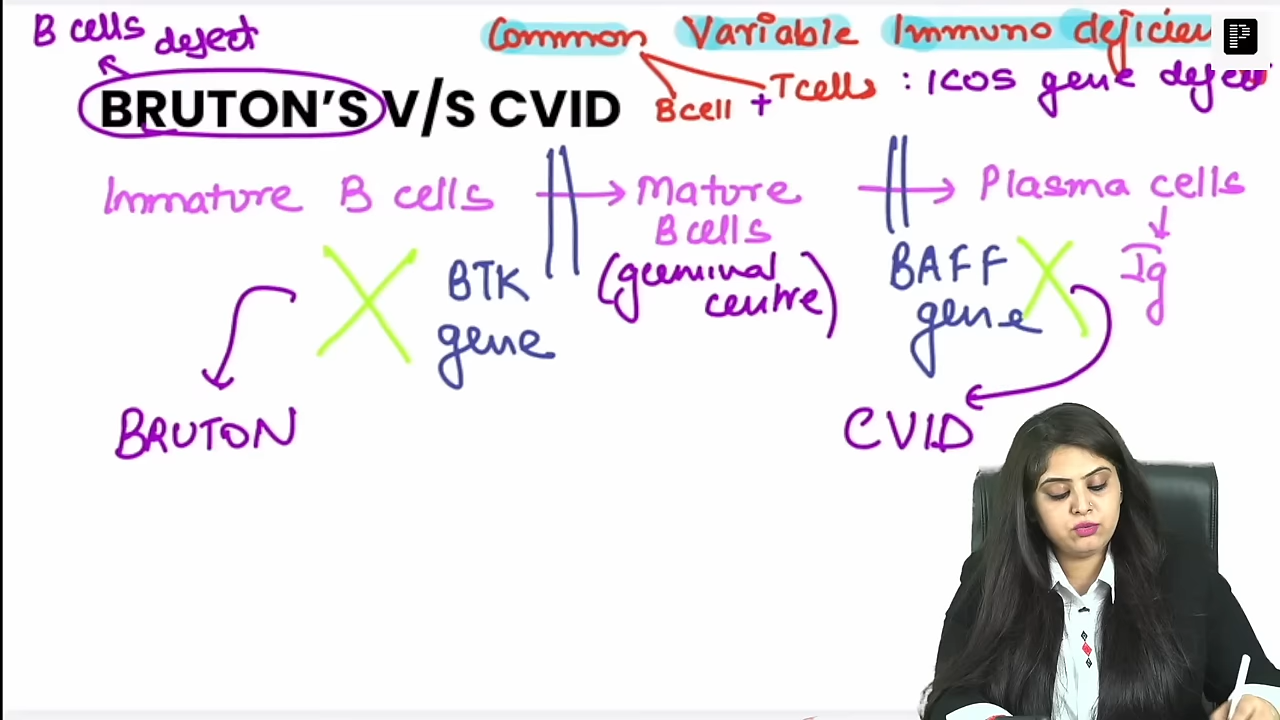 B cells defect
Common Variable Immuno deficien
BRUTON'S V/S CVID
Bcell + Tcells : ICOS gene defect
Immature B cells
Mature
B cells
(germinal
centre)
Plasma cells
Ig
BTK
gene
BAFF
gene
BRUTON
CVID